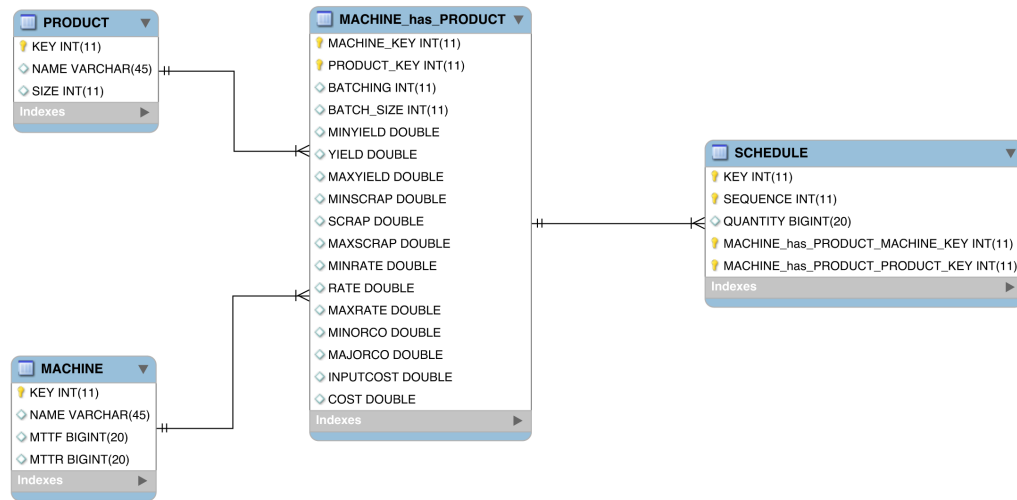 PRODUCT
KEY INT(11)
NAME VARCHAR(45)
SIZE INT(11)
Indexes
MACHINE
KEY INT(11)
NAME VARCHAR(45)
MTTF BIGINT(20)
MTTR BIGINT(20)
Indexes
MACHINE_has_PRODUCT
MACHINE_KEY INT(11)
PRODUCT_KEY INT(11)
BATCHING INT(11)
BATCH_SIZE INT(11)
MINYIELD DOUBLE
YIELD DOUBLE
MAXYIELD DOUBLE
MINSCRAP DOUBLE
SCRAP DOUBLE
MAXSCRAP DOUBLE
MINRATE DOUBLE
RATE DOUBLE
MAXRATE DOUBLE
MINORCO DOUBLE
MAJORCO DOUBLE
INPUTCOST DOUBLE
COST DOUBLE
Indexes
SCHEDULE
KEY INT(11)
SEQUENCE INT(11)
QUANTITY BIGINT(20)
MACHINE_has_PRODUCT_MACHINE_KEY INT(11)
MACHINE_has_PRODUCT_PRODUCT_KEY INT(11)
Indexes